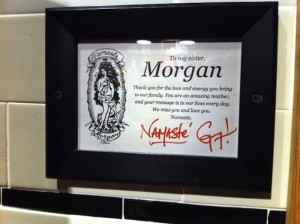 To my sister,
Morgan
Thank you for the love and energy you bring
to our family. You are an amazing teacher,
and your message is in our lives every day.
We miss you and love you.
Namaste.
NAMASTÉ